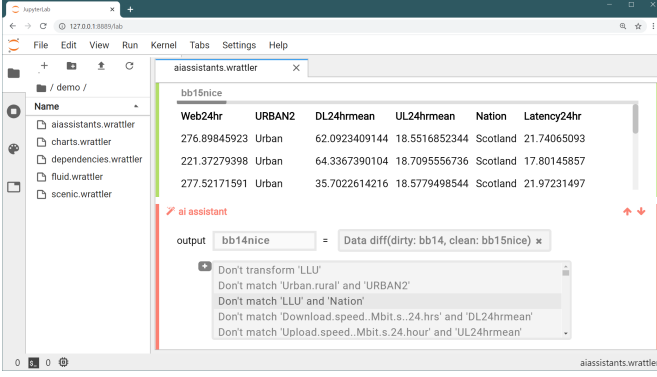 JupyterLab
127.0.0.1:8889/lab
File Edit View Run Kernel Tabs Settings Help
/ demo /
Name
aiassistants.wrattler
charts.wrattler
dependencies.wrattler
fluid.wrattler
scenic.wrattler
aiassistants.wrattler
bb15nice
Web24hr URBAN2 DL24hrmean UL24hrmean Nation Latency24hr
276.89845923 Urban 62.0923409144 18.5516852344 Scotland 21.74065093
221.37279398 Urban 64.3367390104 18.7095556736 Scotland 17.80145857
277.52171591 Urban 35.7022614216 18.5779498544 Scotland 21.97231497
ai assistant
output bb14nice = Data diff(dirty: bb14, clean: bb15nice) ×
Don't transform 'LLU'
Don't match 'Urban.rural' and 'URBAN2'
Don't match 'LLU' and 'Nation'
Don't match 'Download.speed..Mbit.s..24.hrs' and 'DL24hrmean'
Don't match 'Upload.speed..Mbit.s.24.hour' and 'UL24hrmean'
0 $_ 0 aiassistants.wrattler